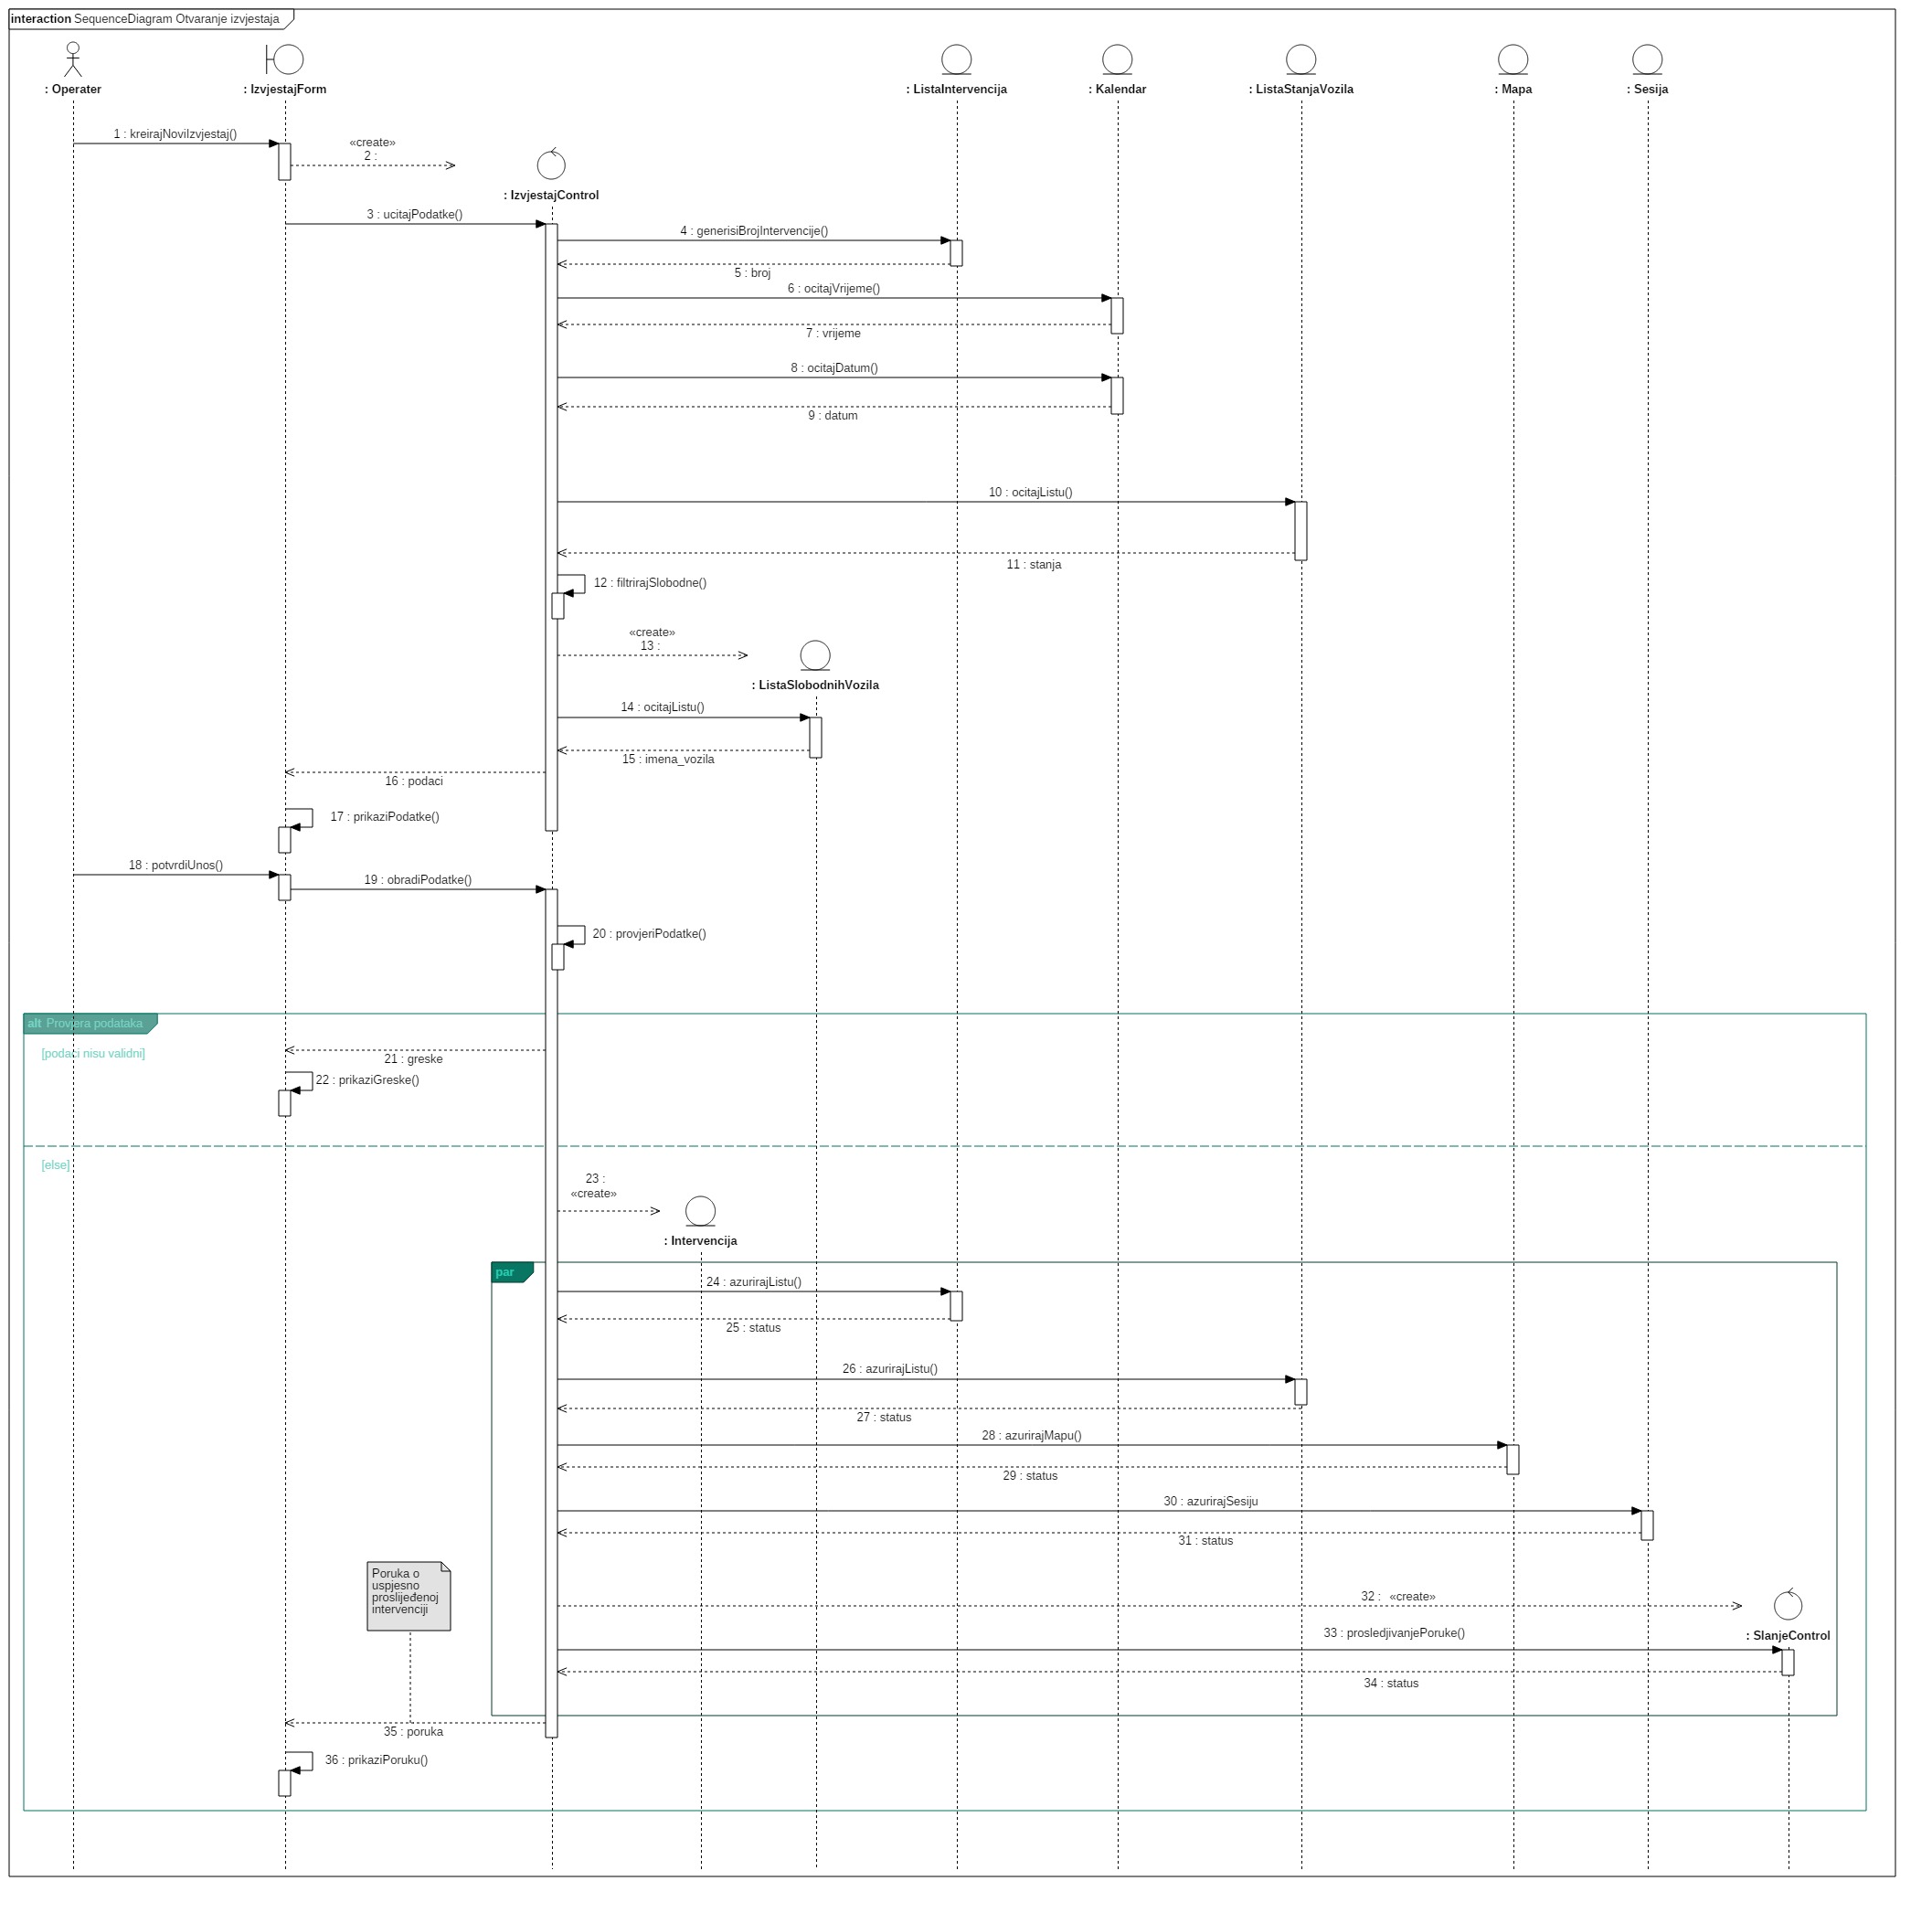 interaction SequenceDiagram Otvaranje izvjestaja
: Operater
: IzvjestajForm
: ListaIntervencija
: Kalendar
: ListaStanjaVozila
: Mapa
: Sesija
1 : kreirajNoviIzvjestaj()
«create»
2 :
: IzvjestajControl
3 : ucitajPodatke()
4 : generisiBrojIntervencije()
5 : broj
6 : ocitajVrijeme()
7 : vrijeme
8 : ocitajDatum()
9 : datum
10 : ocitajListu()
11 : stanja
12 : filtrirajSlobodne()
«create»
13 :
: ListaSlobodnihVozila
14 : ocitajListu()
15 : imena_vozila
16 : podaci
17 : prikaziPodatke()
18 : potvrdiUnos()
19 : obradiPodatke()
20 : provjeriPodatke()
alt Provjera podataka
[podaci nisu validni]
21 : greske
22 : prikaziGreske()
[else]
23 :
«create»
: Intervencija
par
24 : azurirajListu()
25 : status
26 : azurirajListu()
27 : status
28 : azurirajMapu()
29 : status
30 : azurirajSesiju
31 : status
Poruka o
uspjesno
proslijeđenoj
intervenciji
32 : «create»
: SlanjeControl
33 : prosledjivanjePoruke()
34 : status
35 : poruka
36 : prikaziPoruku()